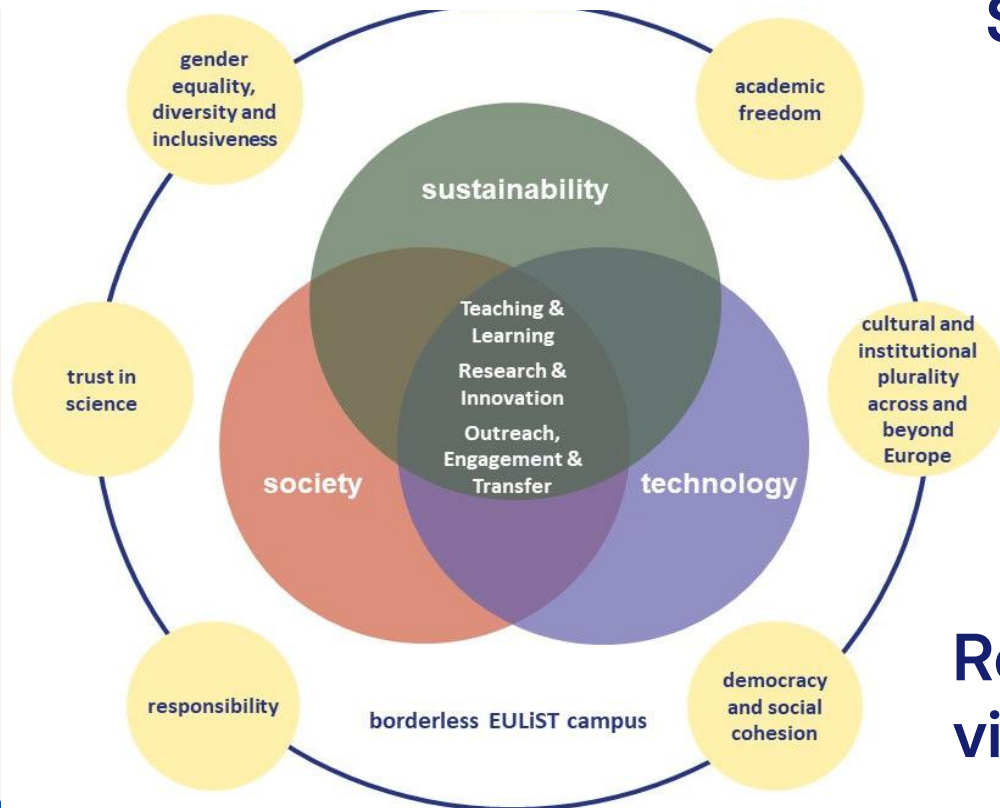 gender
equality,
diversity and
inclusiveness
academic
freedom
sustainability
Teaching &
Learning
Research &
Innovation
Outreach,
Engagement &
Transfer
cultural and
institutional
plurality
across and
beyond
Europe
trust in
science
society
technology
responsibility
borderless EULiST campus
democracy
and social
cohesion